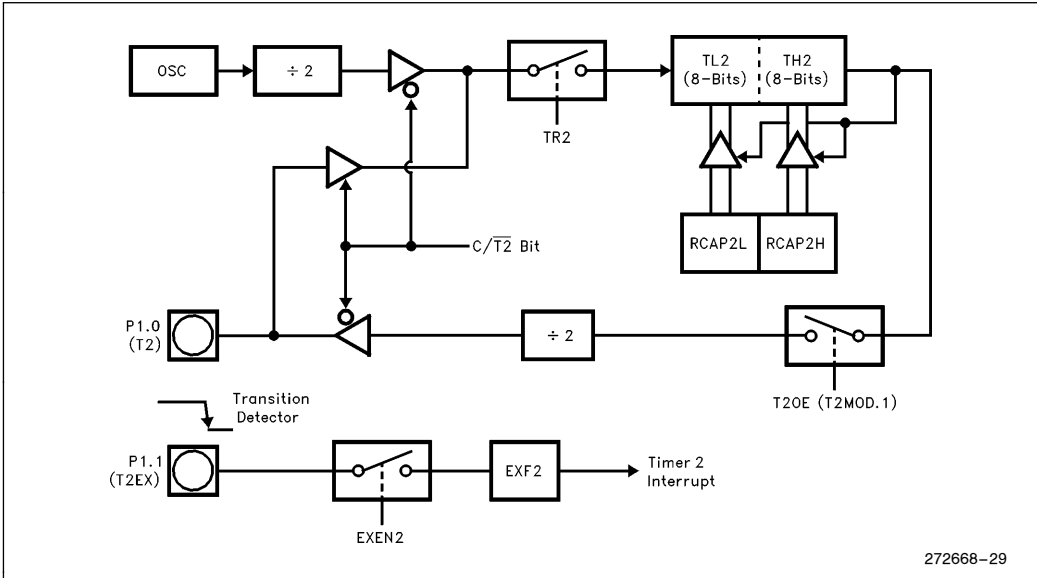 OSC
÷ 2
TR2
TL2
(8-Bits)
TH2
(8-Bits)
RCAP2L
RCAP2H
C/T̅2̅ Bit
P1.0
(T2)
÷ 2
T2OE (T2MOD.1)
Transition
Detector
P1.1
(T2EX)
EXEN2
EXF2
Timer 2
Interrupt
272668–29